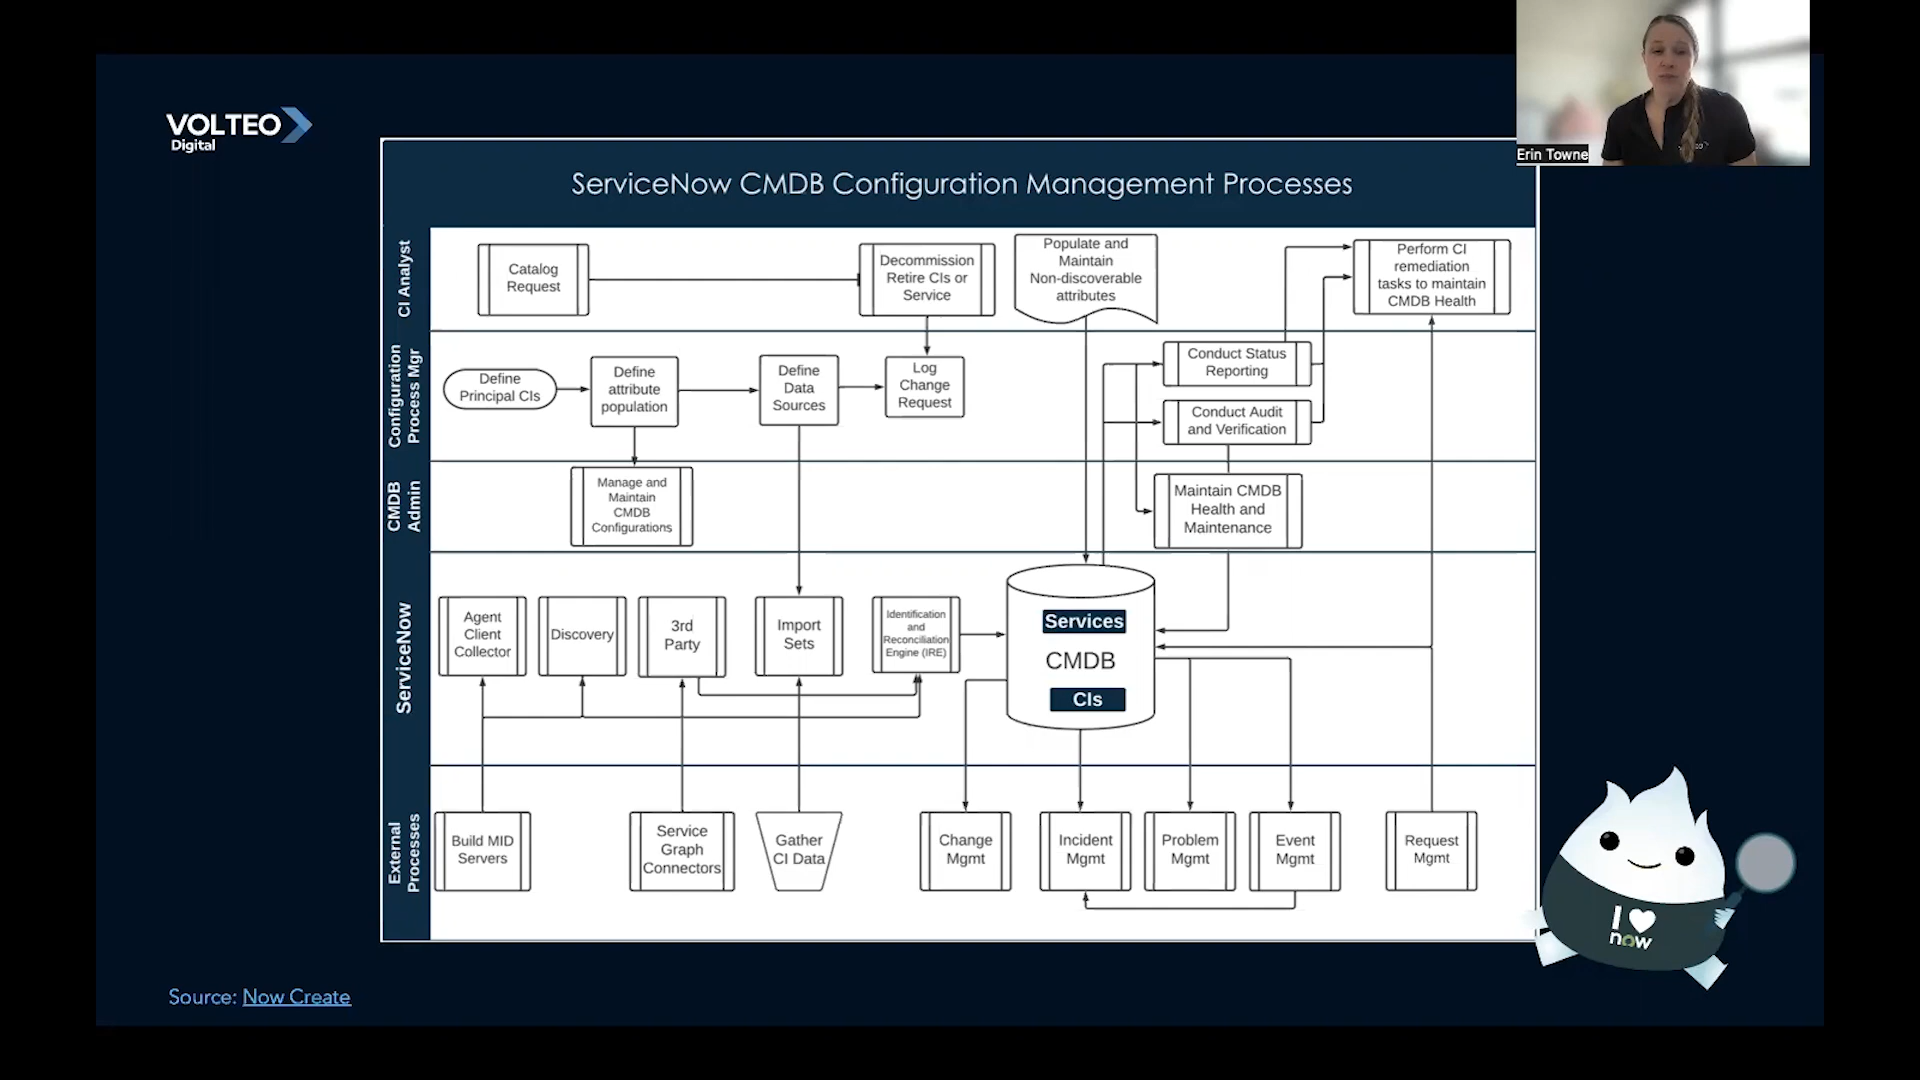 VOLTEO
Digital
Erin Towne
ServiceNow CMDB Configuration Management Processes
CI Analyst
Catalog
Request
Decommission
Retire CIs or
Service
Populate and
Maintain
Non-discoverable
attributes
Perform CI
remediation
tasks to maintain
CMDB Health
Configuration
Process Mgr
Define
Principal CIs
Define
attribute
population
Define
Data
Sources
Log
Change
Request
Conduct Status
Reporting
Conduct Audit
and Verification
CMDB
Admin
Manage and
Maintain
CMDB
Configurations
Maintain CMDB
Health and
Maintenance
ServiceNow
Agent
Client
Collector
Discovery
3rd
Party
Import
Sets
Identification
and
Reconciliation
Engine (IRE)
Services
CMDB
CIs
External
Processes
Build MID
Servers
Service
Graph
Connectors
Gather
CI Data
Change
Mgmt
Incident
Mgmt
Problem
Mgmt
Event
Mgmt
Request
Mgmt
I
now
Source: Now Create